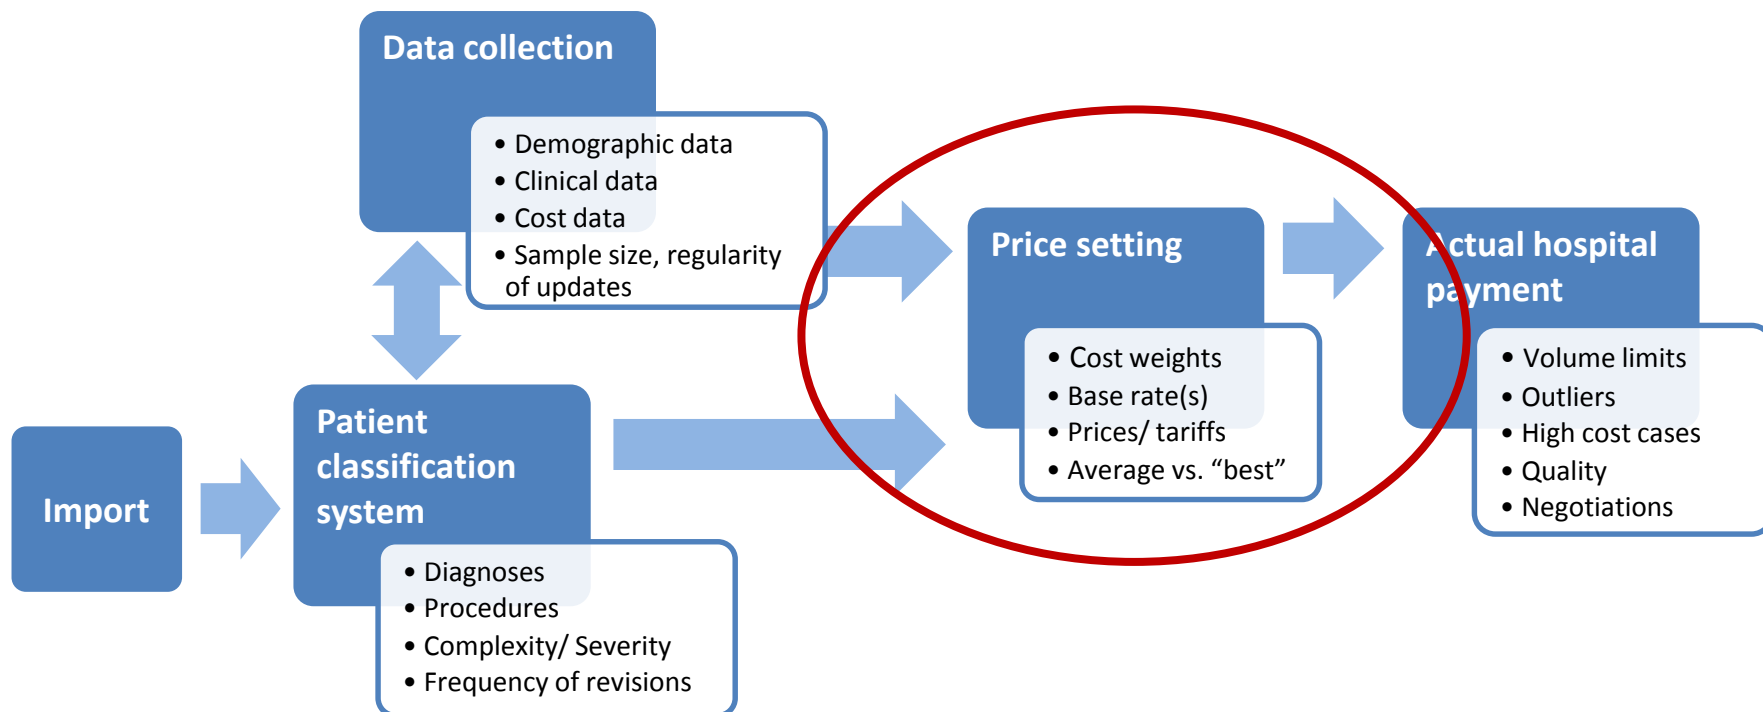 Data collection
• Demographic data
• Clinical data
• Cost data
• Sample size, regularity
of updates
Import
Patient
classification
system
• Diagnoses
• Procedures
• Complexity/ Severity
• Frequency of revisions
Price setting
• Cost weights
• Base rate(s)
• Prices/ tariffs
• Average vs. “best”
Actual hospital
payment
• Volume limits
• Outliers
• High cost cases
• Quality
• Negotiations